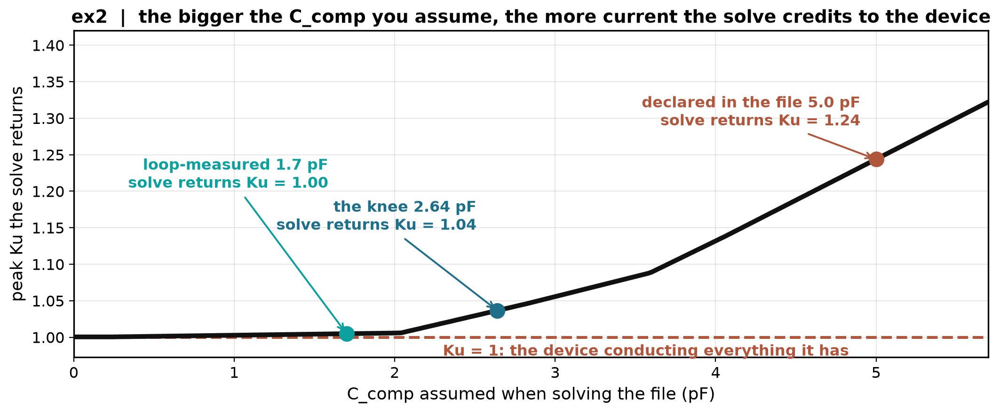 ex2 | the bigger the C_comp you assume, the more current the solve credits to the device
peak Ku the solve returns
1.40
1.35
1.30
1.25
1.20
1.15
1.10
1.05
1.00
declared in the file 5.0 pF
solve returns Ku = 1.24
loop-measured 1.7 pF
solve returns Ku = 1.00
the knee 2.64 pF
solve returns Ku = 1.04
Ku = 1: the device conducting everything it has
0 1 2 3 4 5
C_comp assumed when solving the file (pF)